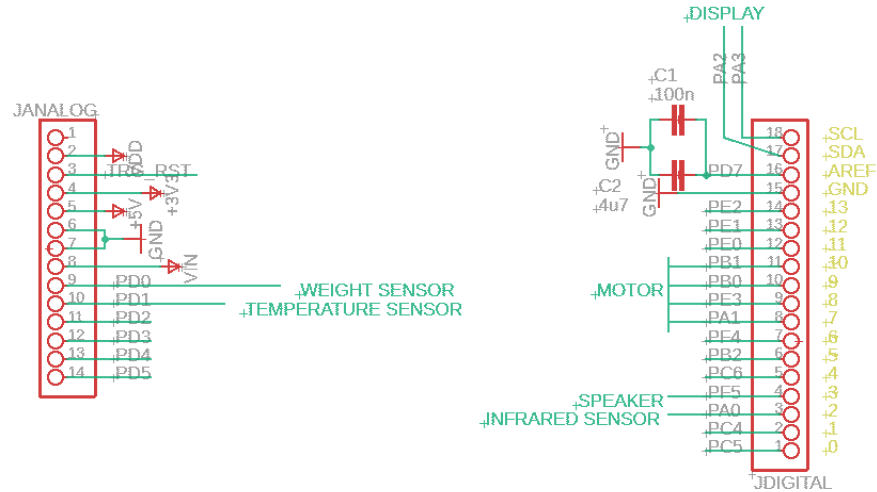 DISPLAY
PA2
PA3
C1
100n
GND
C2
4u7
GND
JANALOG
1
2 VDD
3 TRG_RST
4 +3V3
5 +5V
6
7 GND
8 VIN
9 PD0 WEIGHT SENSOR
10 PD1 TEMPERATURE SENSOR
11 PD2
12 PD3
13 PD4
14 PD5
18 SCL
17 SDA
PD7 16 AREF
15 GND
PE2 14 13
PE1 13 12
PE0 12 11
PB1 11 10
MOTOR
PB0 10 9
PE3 9 8
PA1 8 7
PE4 7 6
PB2 6 5
PC6 5 4
SPEAKER PF5 4 3
INFRARED SENSOR PA0 3 2
PC4 2 1
PC5 1 0
JDIGITAL